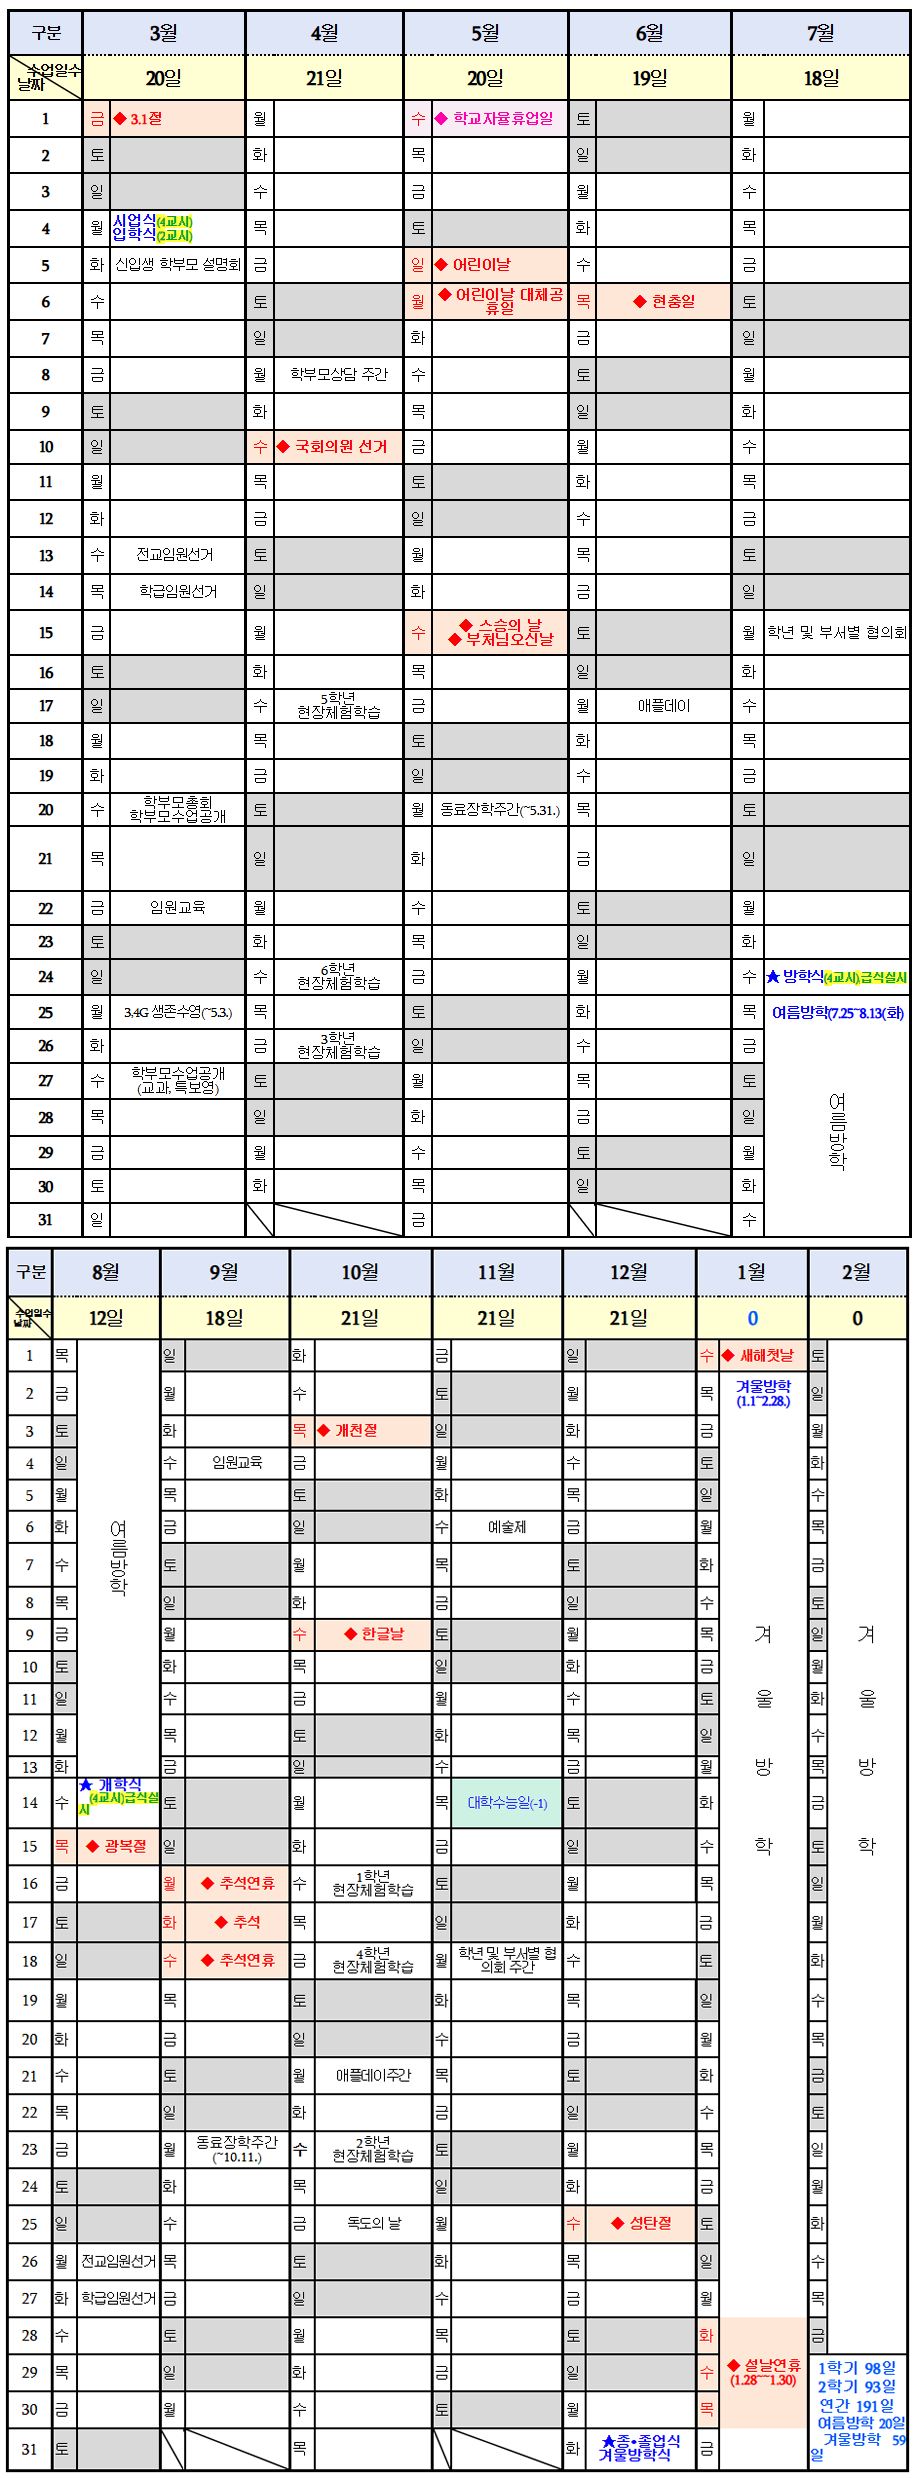 구분 3월 4월 5월 6월 7월
수업일수
날짜 20일 21일 20일 19일 18일
1 금 ◆ 3.1절 월 수 ◆ 학교자율휴업일 토 월
2 토 화 목 일 화
3 일 수 금 월 수
4 월 시업식(4교시)
입학식(2교시) 목 토 화 목
5 화 신입생 학부모 설명회 금 일 ◆ 어린이날 수 금
6 수 토 월 ◆ 어린이날 대체공
휴일 목 ◆ 현충일 토
7 목 일 화 금 일
8 금 월 학부모상담 주간 수 토 월
9 토 화 목 일 화
10 일 수 ◆ 국회의원 선거 금 월 수
11 월 목 토 화 목
12 화 금 일 수 금
13 수 전교임원선거 토 월 목 토
14 목 학급임원선거 일 화 금 일
15 금 월 수 ◆ 스승의 날
◆ 부처님오신날 토 월 학년 및 부서별 협의회
16 토 화 목 일 화
17 일 수 5학년
현장체험학습 금 월 애플데이 수
18 월 목 토 화 목
19 화 금 일 수 금
20 수 학부모총회
학부모수업공개 토 월 동료장학주간(~5.31.) 목 토
21 목 일 화 금 일
22 금 임원교육 월 수 토 월
23 토 화 목 일 화
24 일 수 6학년
현장체험학습 금 월 수 ★ 방학식(4교시)급식실시
25 월 3,4G 생존수영(~5.3.) 목 토 화 목 여름방학(7.25~8.13(화)
26 화 금 3학년
현장체험학습 일 수 금
27 수 학부모수업공개
(교과, 특보영) 토 월 목 토
28 목 일 화 금 일 여름방학
29 금 월 수 토 월
30 토 화 목 일 화
31 일 금 수
구분 8월 9월 10월 11월 12월 1월 2월
수업일수
날짜 12일 18일 21일 21일 21일 0 0
1 목 일 화 금 일 수 ◆ 새해첫날 토
2 금 월 수 토 월 목 겨울방학
(1.1~2.28.) 일
3 토 화 목 ◆ 개천절 일 화 금 월
4 일 수 임원교육 금 월 수 토 화
5 월 목 토 화 목 일 수
6 화 여름방학 금 일 수 예술제 금 월 목
7 수 토 월 목 토 화 금
8 목 일 화 금 일 수 토
9 금 월 수 ◆ 한글날 토 월 목 겨 일 겨
10 토 화 목 일 화 금 월
11 일 수 금 월 수 토 울 화 울
12 월 목 토 화 목 일 수
13 화 금 일 수 금 월 방 목 방
14 수 ★ 개학식
(4교시)급식실
시 토 월 목 대학수능일(-1) 토 화 금
15 목 ◆ 광복절 일 화 금 일 수 학 토 학
16 금 월 ◆ 추석연휴 수 1학년
현장체험학습 토 월 목 일
17 토 화 ◆ 추석 목 일 화 금 월
18 일 수 ◆ 추석연휴 금 4학년
현장체험학습 월 학년 및 부서별 협
의회 주간 수 토 화
19 월 목 토 화 목 일 수
20 화 금 일 수 금 월 목
21 수 토 월 애플데이주간 목 토 화 금
22 목 일 화 금 일 수 토
23 금 월 동료장학주간
(~10.11.) 수 2학년
현장체험학습 토 월 목 일
24 토 화 목 일 화 금 월
25 일 수 금 독도의 날 월 수 ◆ 성탄절 토 화
26 월 전교임원선거 목 토 화 목 일 수
27 화 학급임원선거 금 일 수 금 월 목
28 수 토 월 목 토 화 금
29 목 일 화 금 일 수 ◆ 설날연휴
(1.28~~1.30)
30 금 월 수 토 월 목
31 토 목 화 ★종•졸업식
겨울방학식 금
1학기 98일
2학기 93일
연간 191일
여름방학 20일
겨울방학 59
일